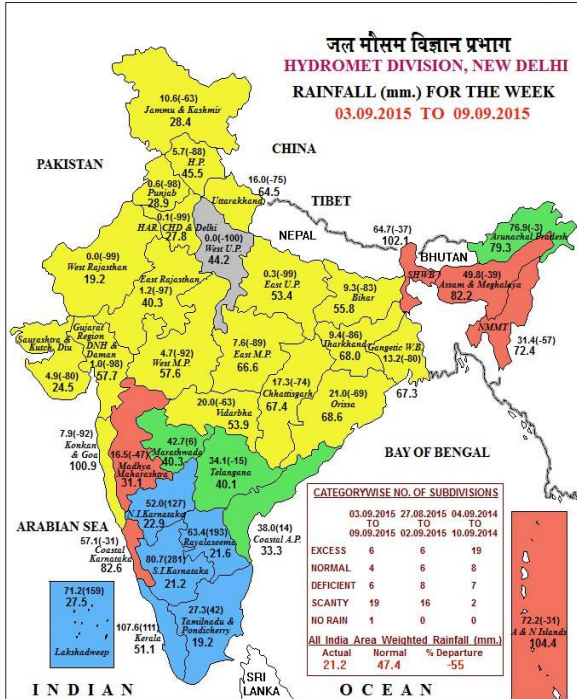 जल मौसम विज्ञान प्रभाग
HYDROMET DIVISION, NEW DELHI
RAINFALL (mm.) FOR THE WEEK
03.09.2015 TO 09.09.2015
10.6(-63)
Jammu & Kashmir
28.4
CHINA
PAKISTAN
5.7(-88)
H.P.
45.5
0.6(-98)
Punjab
28.9
16.0(-75)
64.5
Uttarakhand
TIBET
0.1(-99)
HAR. CHD & Delhi
27.8
NEPAL
64.7(-37)
102.1
BHUTAN
76.9(-3)
Arunachal Pradesh
79.3
0.0(-100)
West U.P.
44.2
0.0(-99)
West Rajasthan
19.2
East Rajasthan
1.2(-97)
40.3
0.3(-99)
East U.P.
53.4
9.3(-83)
Bihar
55.8
SHWB
49.8(-39)
Assam & Meghalaya
82.2
NMMT
31.4(-57)
72.4
Saurashtra &
Kutch, Diu
4.9(-80)
24.5
Gujarat
Region
DNH &
Daman
1.0(-98)
57.7
4.7(-92)
West M.P.
57.6
7.6(-89)
East M.P.
66.6
9.4(-86)
Jharkhand
68.0
Gangetic W.B.
13.2(-80)
67.3
17.3(-74)
Chhattisgarh
67.4
21.0(-69)
Orissa
68.6
20.0(-63)
Vidarbha
53.9
7.9(-92)
Konkan
& Goa
100.9
16.5(-47)
Madhya
Maharashtra
31.1
42.7(6)
Marathwada
40.3
34.1(-15)
Telangana
40.1
BAY OF BENGAL
ARABIAN SEA
52.0(127)
N.I.Karnataka
22.9
63.4(193)
Rayalaseema
21.6
38.0(14)
Coastal A.P.
33.3
57.1(-31)
Coastal
Karnataka
82.6
80.7(281)
S.I.Karnataka
21.2
71.2(159)
27.5
Lakshadweep
107.6(111)
Kerala
51.1
27.3(42)
Tamilnadu &
Pondicherry
19.2
CATEGORYWISE NO. OF SUBDIVISIONS
03.09.2015 27.08.2015 04.09.2014
TO TO TO
09.09.2015 02.09.2015 10.09.2014
EXCESS 6 6 19
NORMAL 4 6 8
DEFICIENT 6 8 7
SCANTY 19 16 2
NO RAIN 1 0 0
All India Area Weighted Rainfall (mm.)
Actual Normal % Departure
21.2 47.4 -55
72.2(-31)
A & N Islands
104.4
SRI
LANKA
INDIAN OCEAN